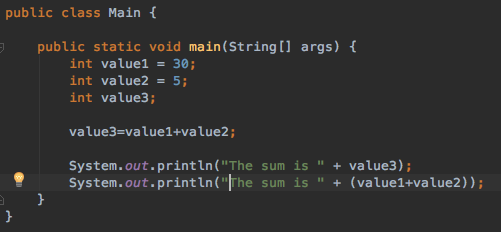 public class Main {
public static void main(String[] args) {
int value1 = 30;
int value2 = 5;
int value3;
value3=value1+value2;
System.out.println("The sum is " + value3);
System.out.println("The sum is " + (value1+value2));
}
}